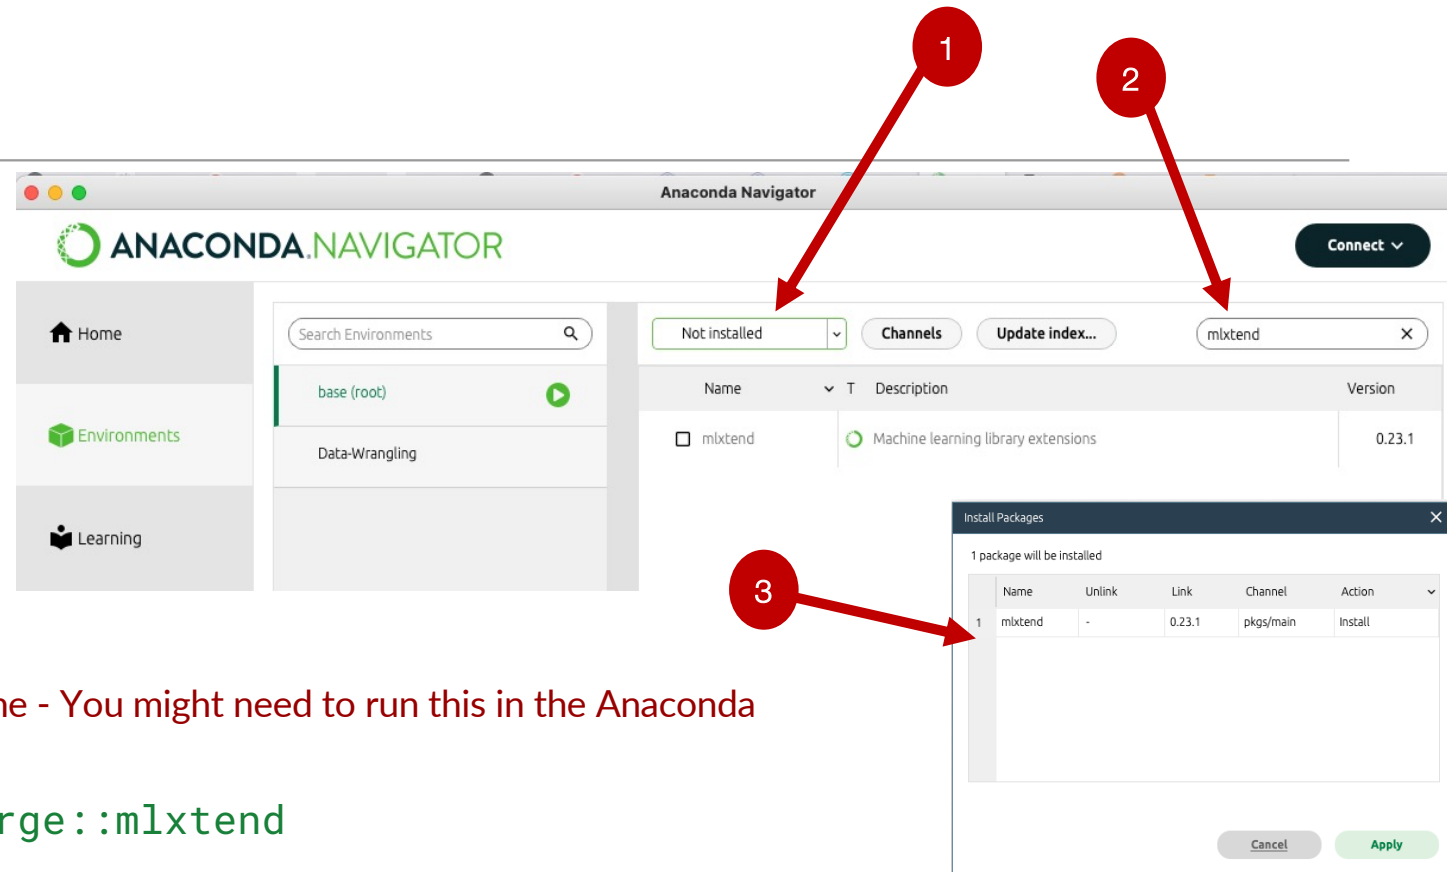 1
2
Anaconda Navigator
ANACONDA.NAVIGATOR
Connect
Home
Search Environments
Not installed
Channels
Update index...
mlxtend
base (root)
Name
T
Description
Version
Environments
mlxtend
Machine learning library extensions
0.23.1
Data-Wrangling
Learning
Install Packages
1 package will be installed
3
Name Unlink Link Channel Action
1 mlxtend - 0.23.1 pkgs/main Install
ne - You might need to run this in the Anaconda
rge::mlxtend
Cancel
Apply